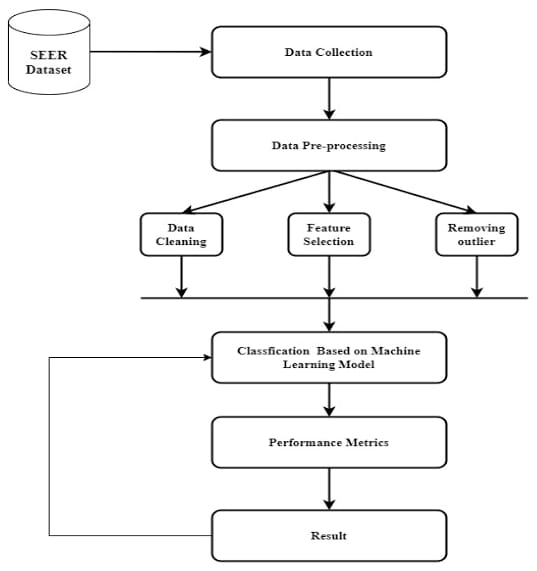 SEER
Dataset
Data Collection
Data Pre-processing
Data
Cleaning
Feature
Selection
Removing
outlier
Classfication Based on Machine
Learning Model
Performance Metrics
Result